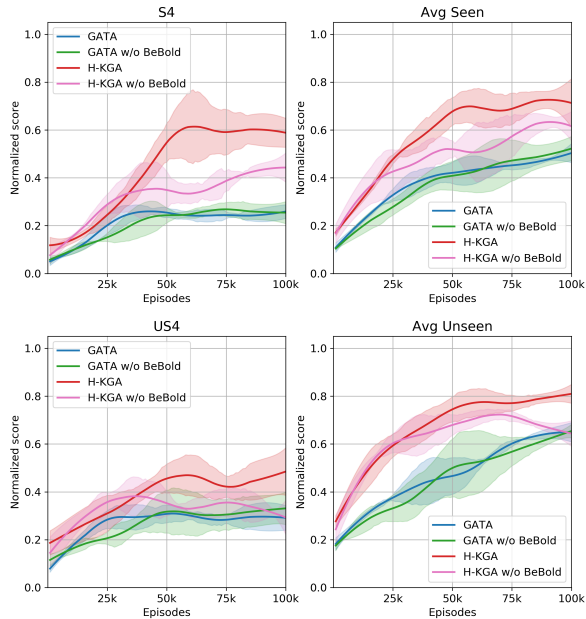 S4
1.0
0.8
0.6
0.4
0.2
0.0
Normalized score
GATA
GATA w/o BeBold
H-KGA
H-KGA w/o BeBold
25k
50k
75k
100k
Episodes
Avg Seen
1.0
0.8
0.6
0.4
0.2
0.0
Normalized score
GATA
GATA w/o BeBold
H-KGA
H-KGA w/o BeBold
25k
50k
75k
100k
Episodes
US4
1.0
0.8
0.6
0.4
0.2
0.0
Normalized score
GATA
GATA w/o BeBold
H-KGA
H-KGA w/o BeBold
25k
50k
75k
100k
Episodes
Avg Unseen
1.0
0.8
0.6
0.4
0.2
0.0
Normalized score
GATA
GATA w/o BeBold
H-KGA
H-KGA w/o BeBold
25k
50k
75k
100k
Episodes